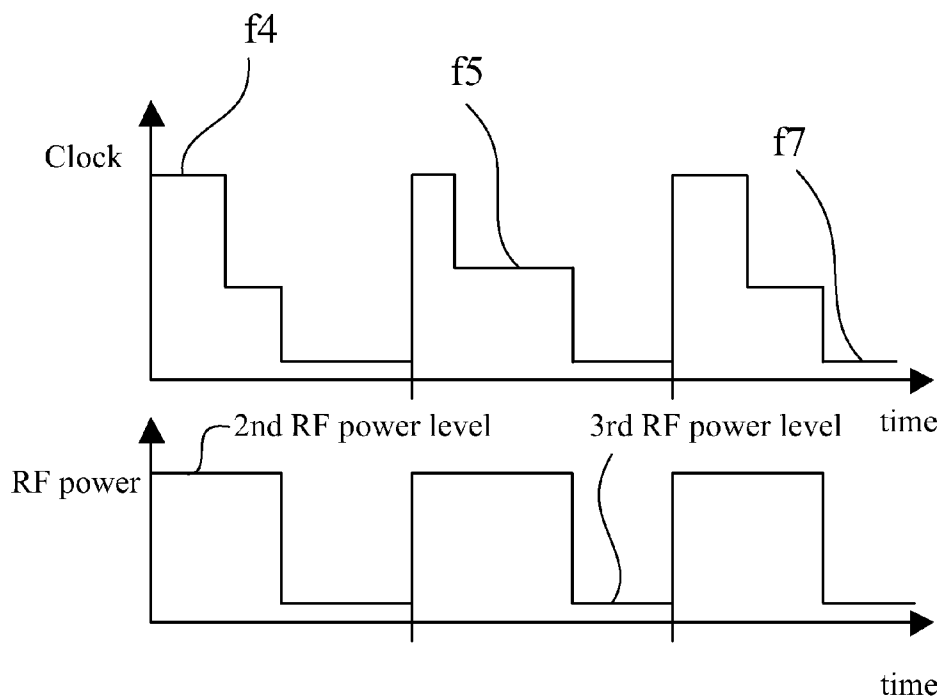 f4
f5
f7
Clock
time
2nd RF power level
3rd RF power level
RF power
time